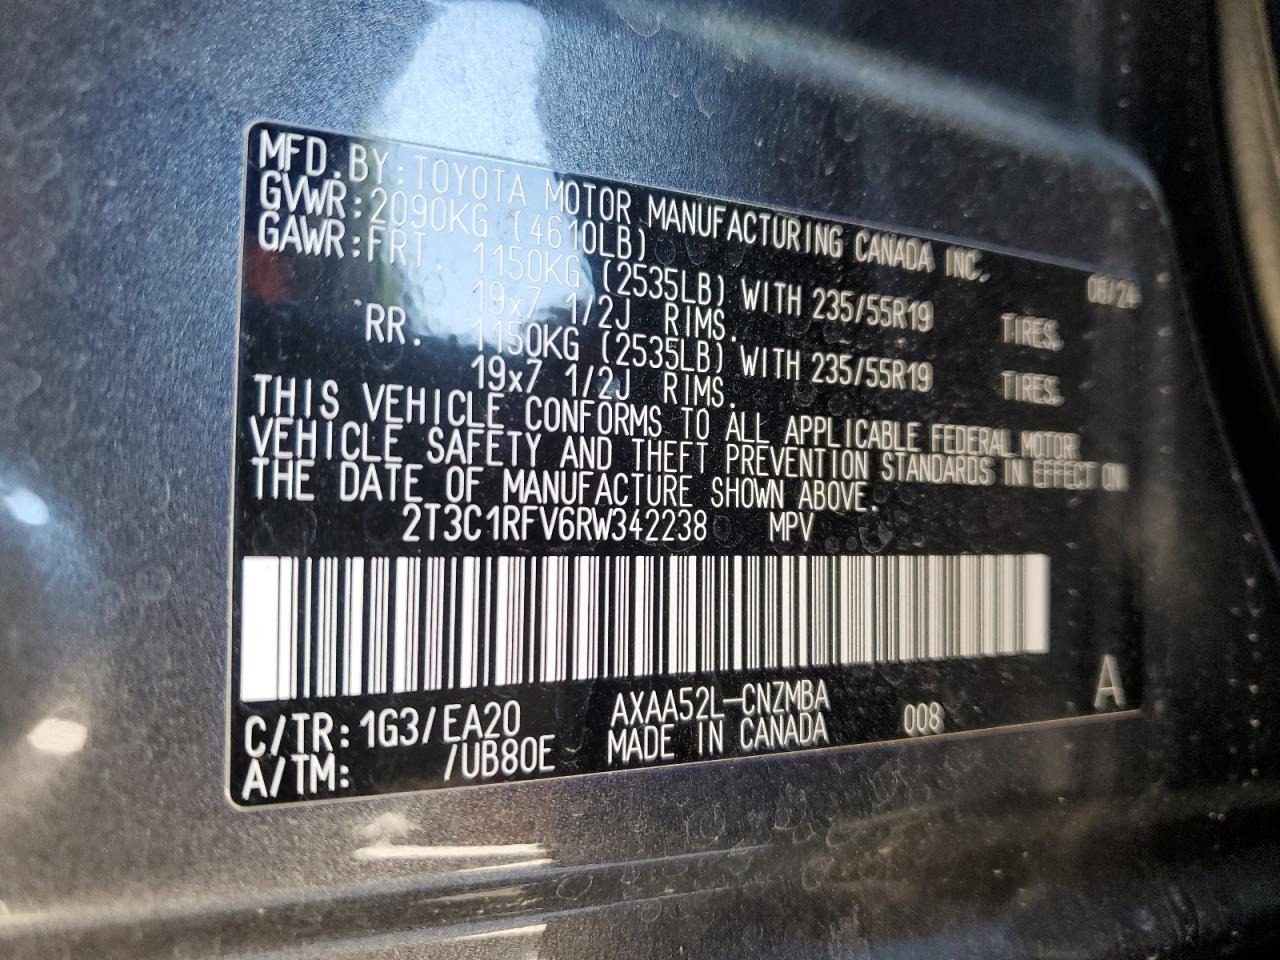 MFD.BY:TOYOTA MOTOR MANUFACTURING CANADA INC.
GVWR:2090KG (4610LB) 06/24
GAWR:FRT. 1150KG (2535LB) WITH 235/55R19 TIRES,
19x7 1/2J RIMS.
RR. 1150KG (2535LB) WITH 235/55R19 TIRES,
19x7 1/2J RIMS.
THIS VEHICLE CONFORMS TO ALL APPLICABLE FEDERAL MOTOR
VEHICLE SAFETY AND THEFT PREVENTION STANDARDS IN EFFECT ON
THE DATE OF MANUFACTURE SHOWN ABOVE.
2T3C1RFV6RW342238 MPV
A
C/TR:1G3/EA20 AXAA52L-CNZMBA 008
A/TM: /UB80E MADE IN CANADA